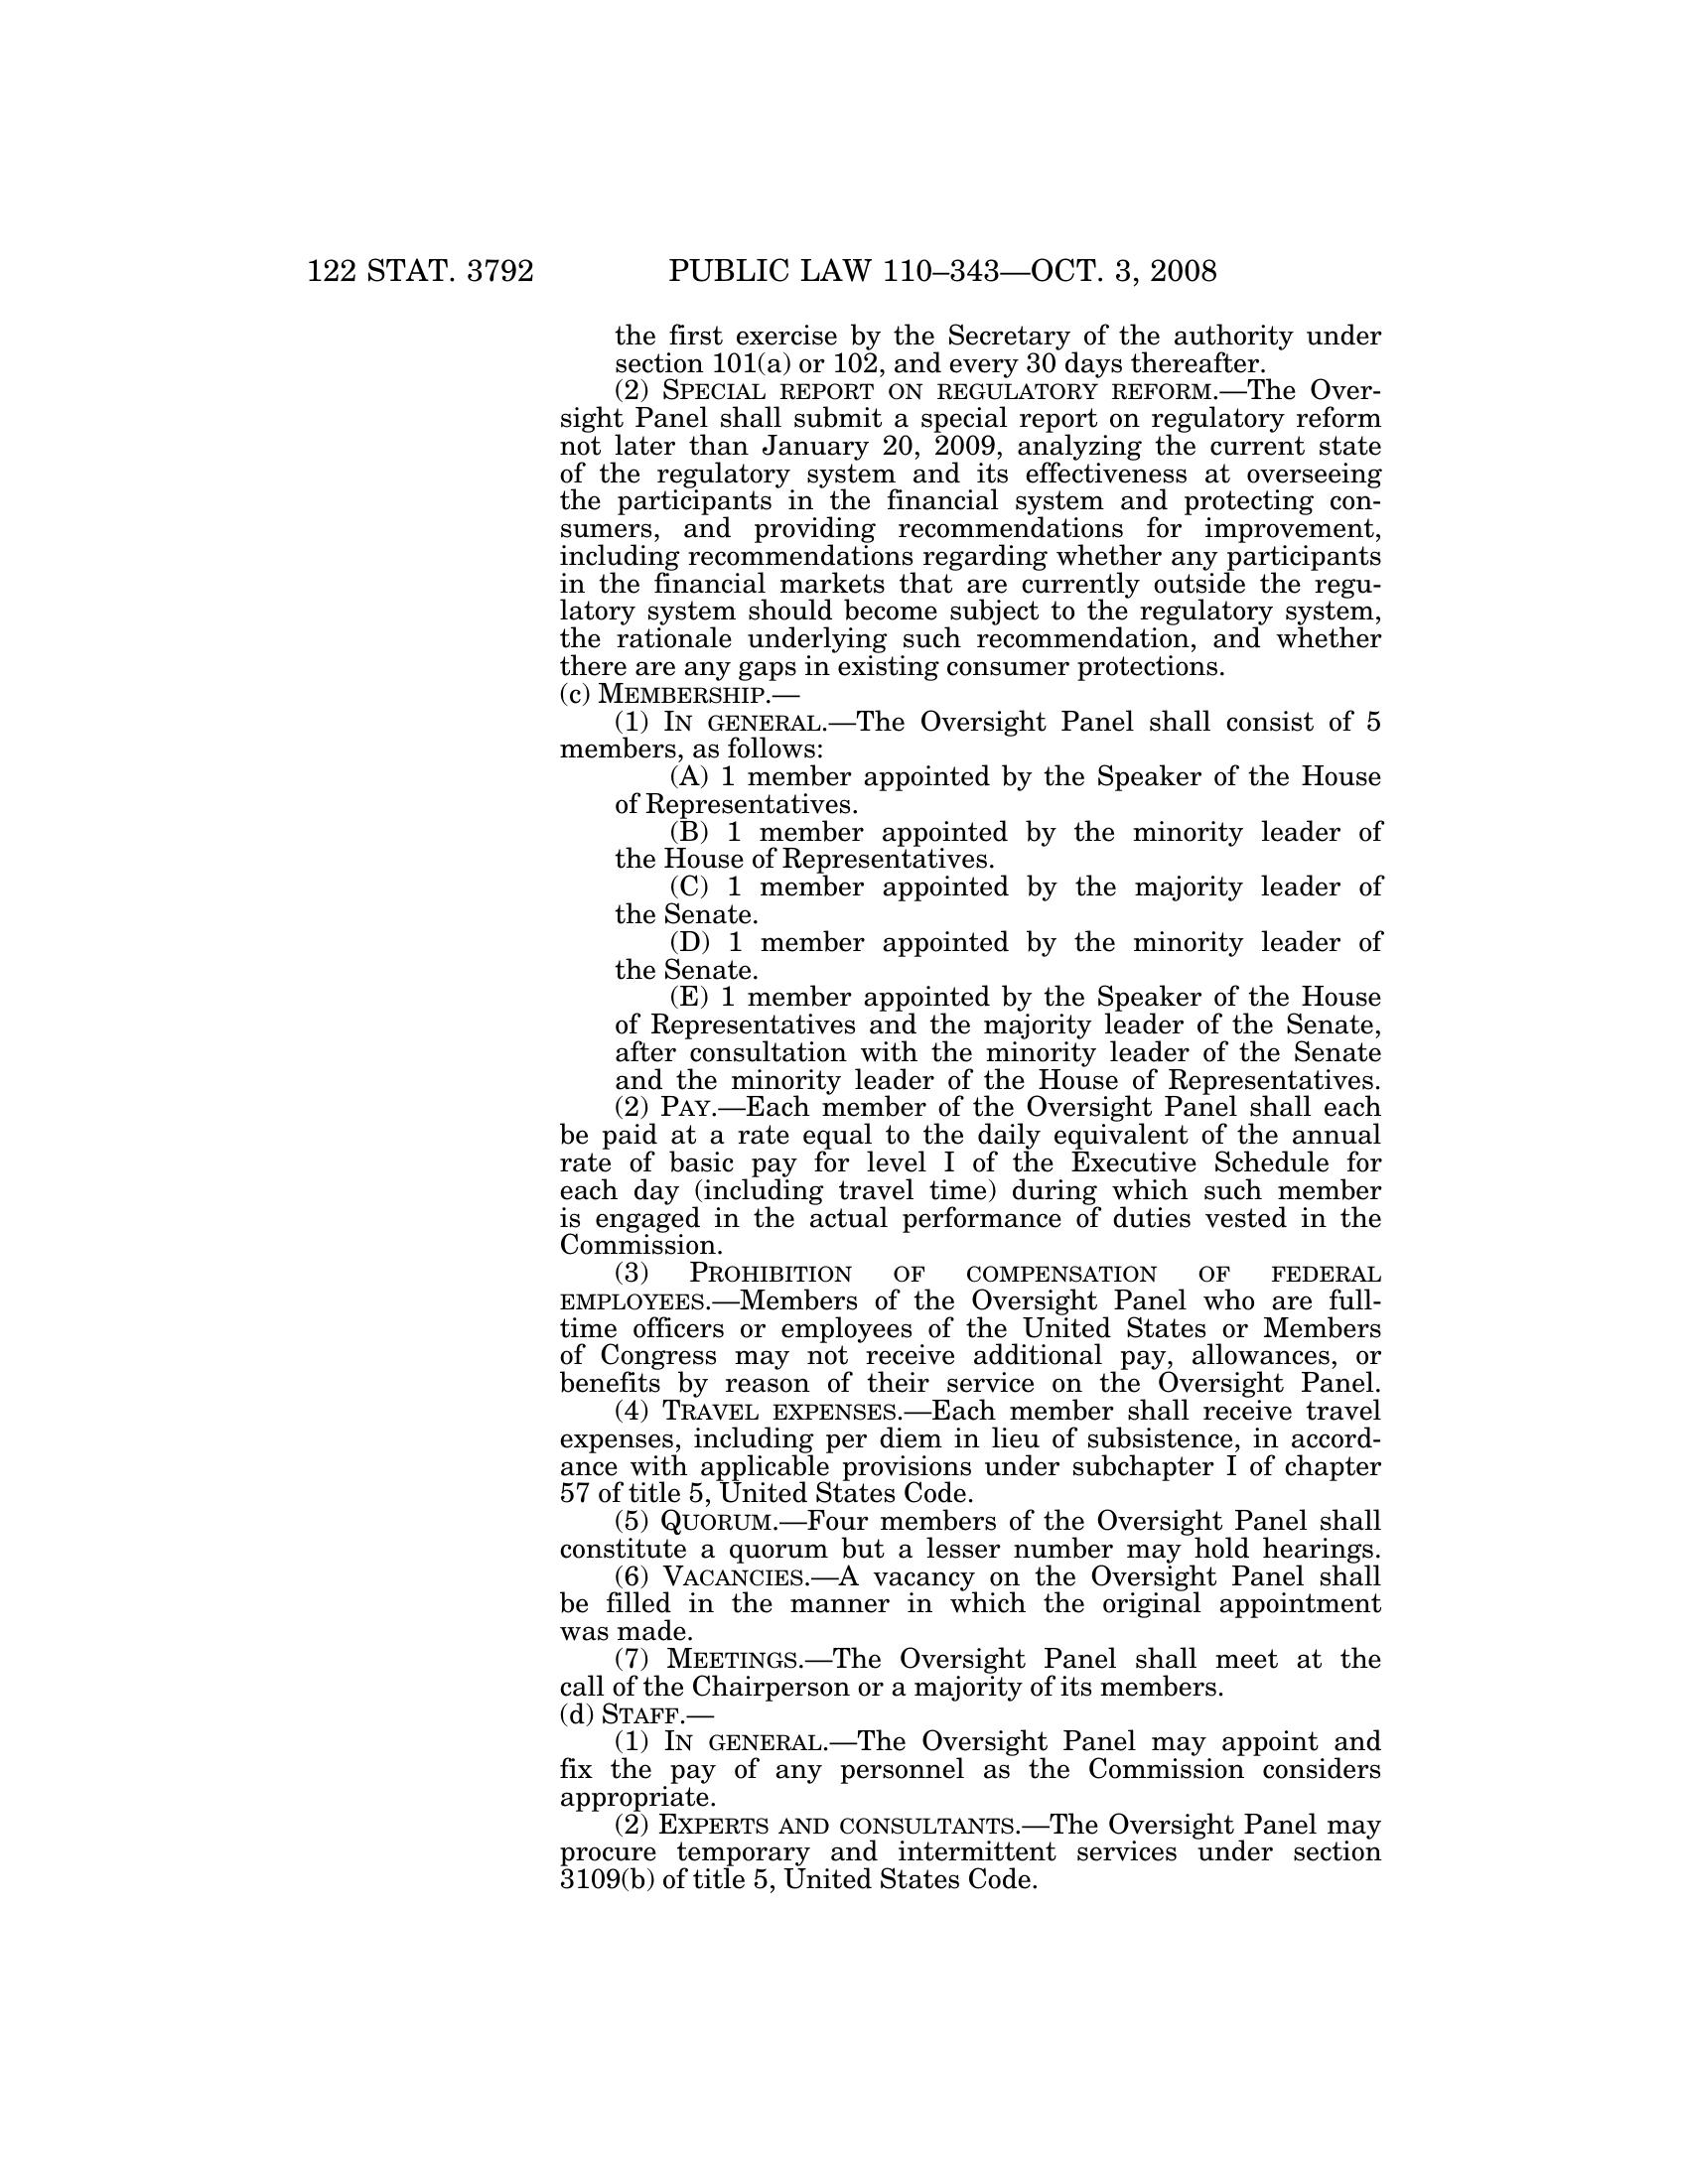 122 STAT. 3792 PUBLIC LAW 110–343—OCT. 3, 2008
the first exercise by the Secretary of the authority under
section 101(a) or 102, and every 30 days thereafter.
(2) SPECIAL REPORT ON REGULATORY REFORM.—The Over-
sight Panel shall submit a special report on regulatory reform
not later than January 20, 2009, analyzing the current state
of the regulatory system and its effectiveness at overseeing
the participants in the financial system and protecting con-
sumers, and providing recommendations for improvement,
including recommendations regarding whether any participants
in the financial markets that are currently outside the regu-
latory system should become subject to the regulatory system,
the rationale underlying such recommendation, and whether
there are any gaps in existing consumer protections.
(c) MEMBERSHIP.—
(1) IN GENERAL.—The Oversight Panel shall consist of 5
members, as follows:
(A) 1 member appointed by the Speaker of the House
of Representatives.
(B) 1 member appointed by the minority leader of
the House of Representatives.
(C) 1 member appointed by the majority leader of
the Senate.
(D) 1 member appointed by the minority leader of
the Senate.
(E) 1 member appointed by the Speaker of the House
of Representatives and the majority leader of the Senate,
after consultation with the minority leader of the Senate
and the minority leader of the House of Representatives.
(2) PAY.—Each member of the Oversight Panel shall each
be paid at a rate equal to the daily equivalent of the annual
rate of basic pay for level I of the Executive Schedule for
each day (including travel time) during which such member
is engaged in the actual performance of duties vested in the
Commission.
(3) PROHIBITION OF COMPENSATION OF FEDERAL
EMPLOYEES.—Members of the Oversight Panel who are full-
time officers or employees of the United States or Members
of Congress may not receive additional pay, allowances, or
benefits by reason of their service on the Oversight Panel.
(4) TRAVEL EXPENSES.—Each member shall receive travel
expenses, including per diem in lieu of subsistence, in accord-
ance with applicable provisions under subchapter I of chapter
57 of title 5, United States Code.
(5) QUORUM.—Four members of the Oversight Panel shall
constitute a quorum but a lesser number may hold hearings.
(6) VACANCIES.—A vacancy on the Oversight Panel shall
be filled in the manner in which the original appointment
was made.
(7) MEETINGS.—The Oversight Panel shall meet at the
call of the Chairperson or a majority of its members.
(d) STAFF.—
(1) IN GENERAL.—The Oversight Panel may appoint and
fix the pay of any personnel as the Commission considers
appropriate.
(2) EXPERTS AND CONSULTANTS.—The Oversight Panel may
procure temporary and intermittent services under section
3109(b) of title 5, United States Code.